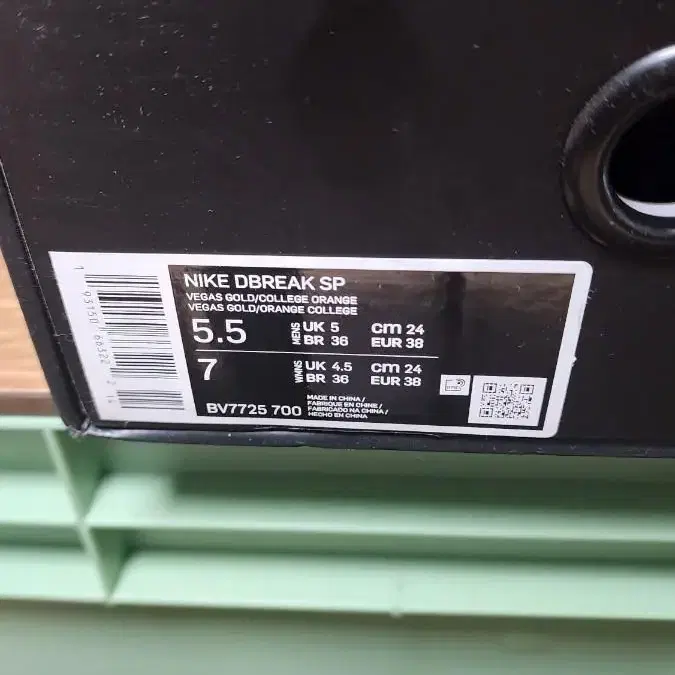 NIKE DBREAK SP
VEGAS GOLD/COLLEGE ORANGE
VEGAS GOLD/ORANGE COLLEGE
5.5 MENS UK 5 cm 24
BR 36 EUR 38
7 WMNS UK 4.5 cm 24
BR 36 EUR 38
BV7725 700
MADE IN CHINA /
FABRIQUE EN CHINE /
FABRICADO NA CHINA /
HECHO EN CHINA